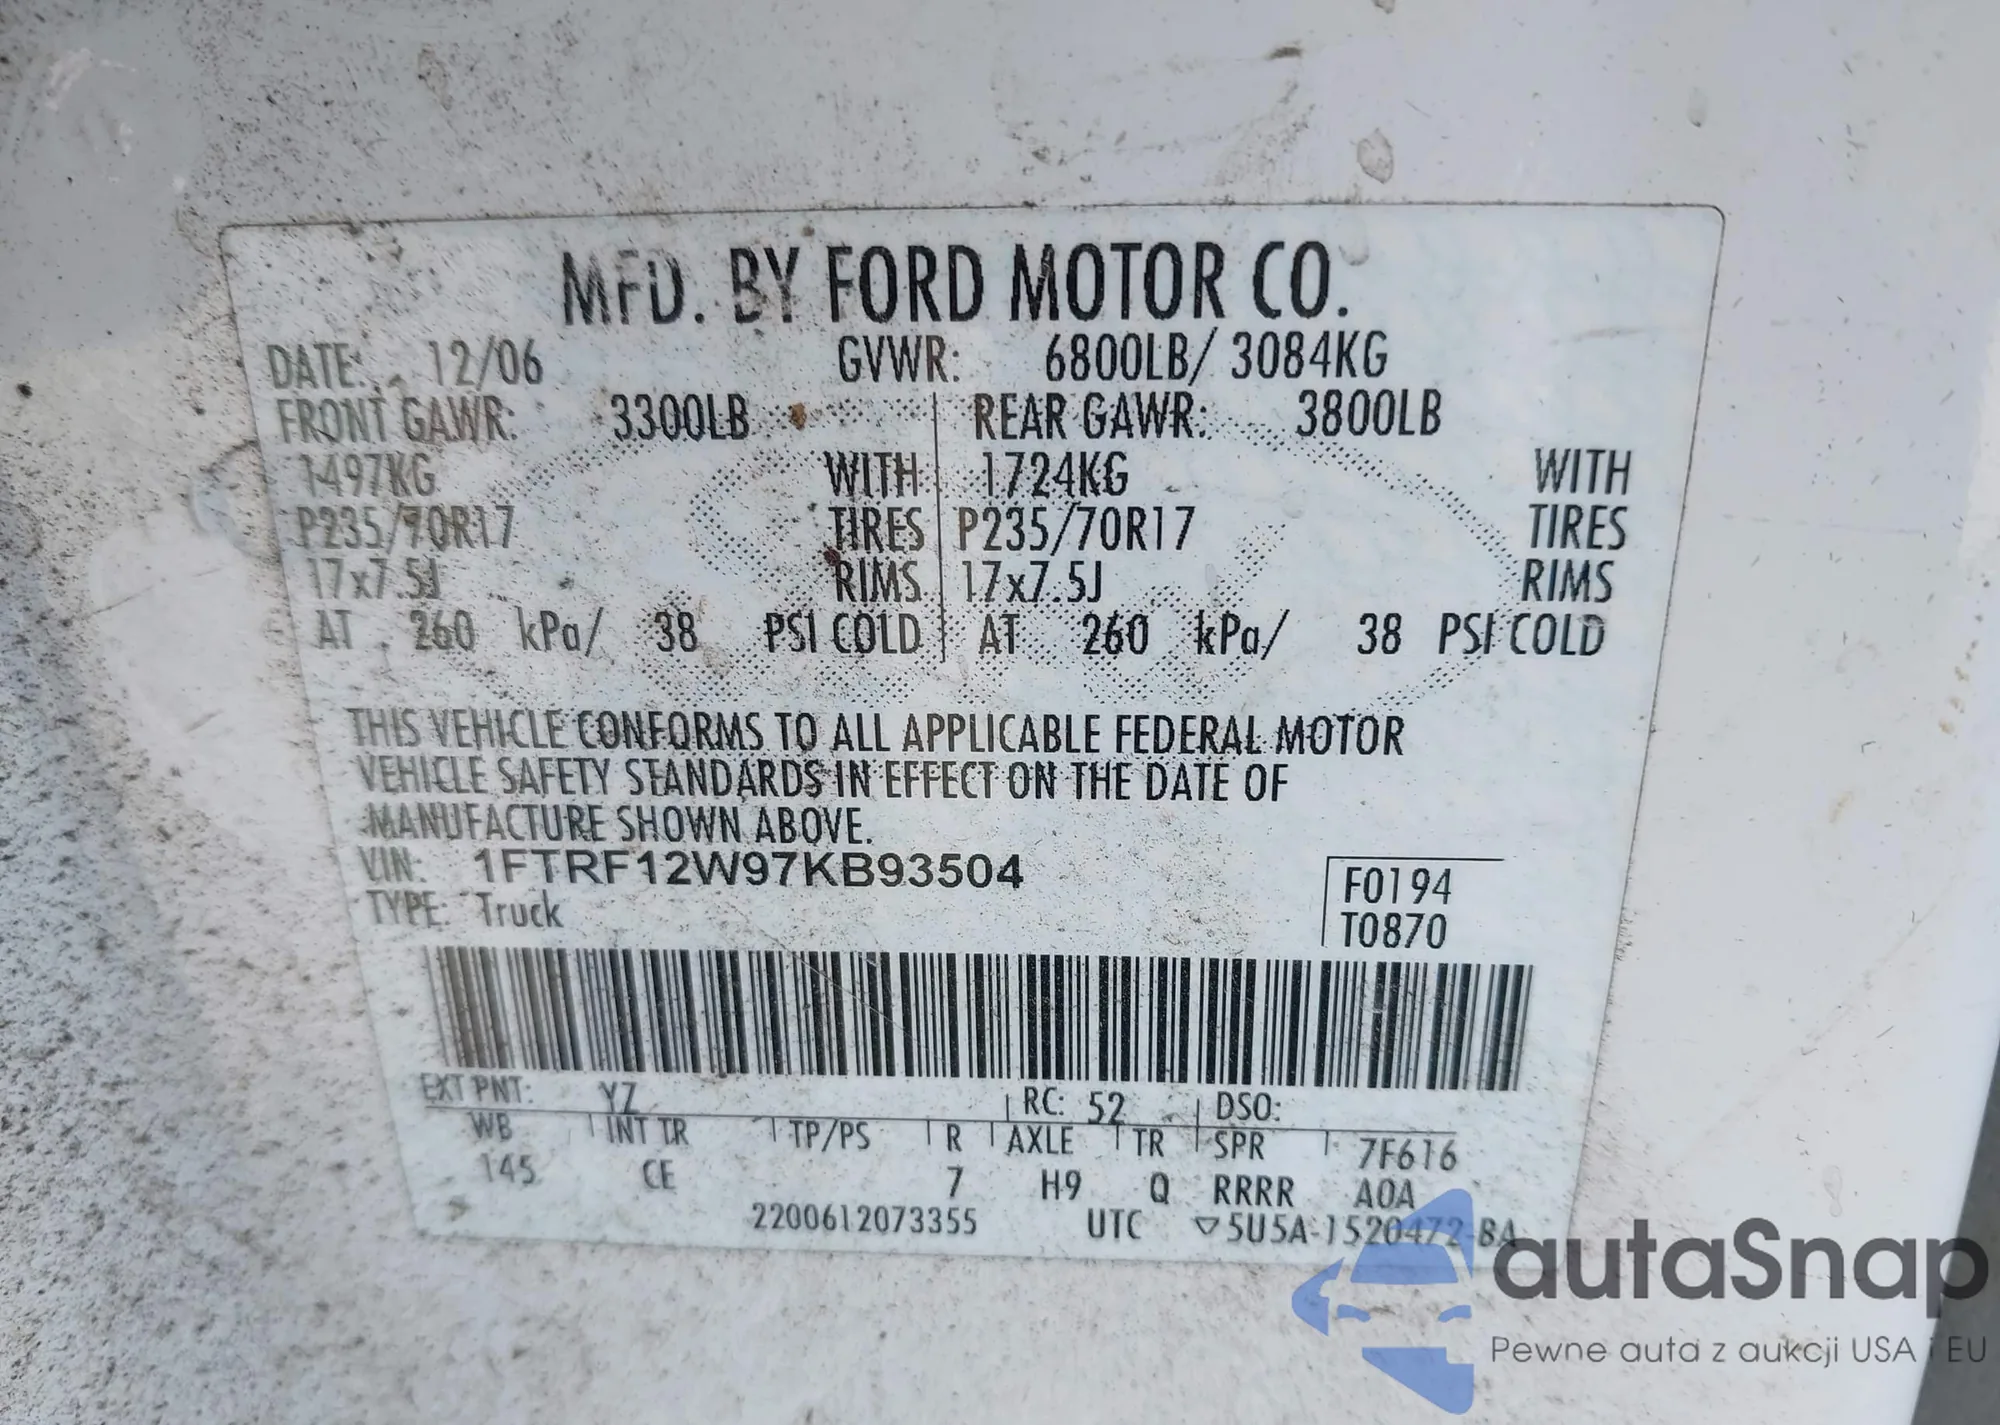 MFD. BY FORD MOTOR CO.
DATE: 12/06 GVWR: 6800LB/ 3084KG
FRONT GAWR: 3300LB REAR GAWR: 3800LB
1497KG WITH 1724KG WITH
P235/70R17 TIRES P235/70R17 TIRES
17x7.5J RIMS 17x7.5J RIMS
AT 260 kPa/ 38 PSI COLD AT 260 kPa/ 38 PSI COLD
THIS VEHICLE CONFORMS TO ALL APPLICABLE FEDERAL MOTOR
VEHICLE SAFETY STANDARDS IN EFFECT ON THE DATE OF
MANUFACTURE SHOWN ABOVE.
VIN: 1FTRF12W97KB93504
TYPE: Truck
F0194
T0870
EXT PNT: YZ RC: 52 DSO:
WB INT TR TP/PS R AXLE TR SPR 7F616
145 CE 7 H9 Q RRRR A0A
2200612073355 UTC ▽5U5A-1520472-BA
autaSnap
Pewne auta z aukcji USA i EU